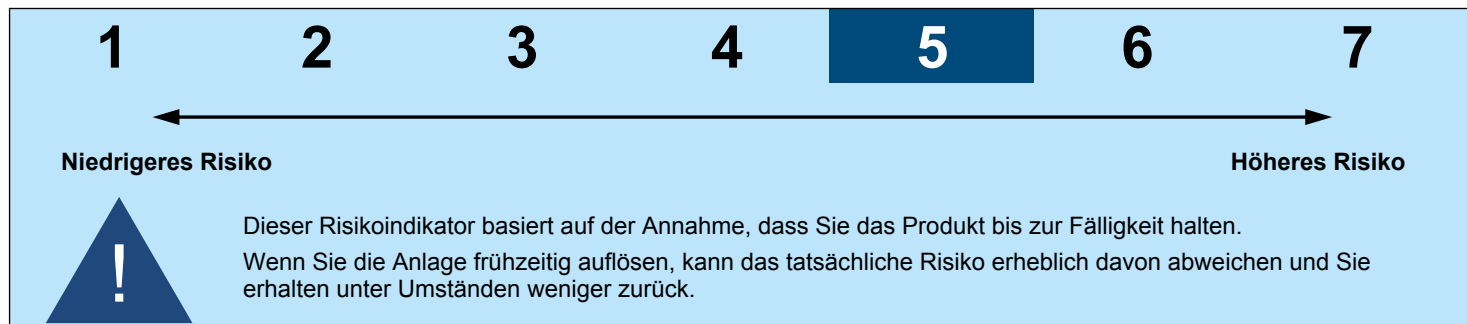 1 2 3 4 5 6 7
Niedrigeres Risiko Höheres Risiko
!
Dieser Risikoindikator basiert auf der Annahme, dass Sie das Produkt bis zur Fälligkeit halten.
Wenn Sie die Anlage frühzeitig auflösen, kann das tatsächliche Risiko erheblich davon abweichen und Sie
erhalten unter Umständen weniger zurück.